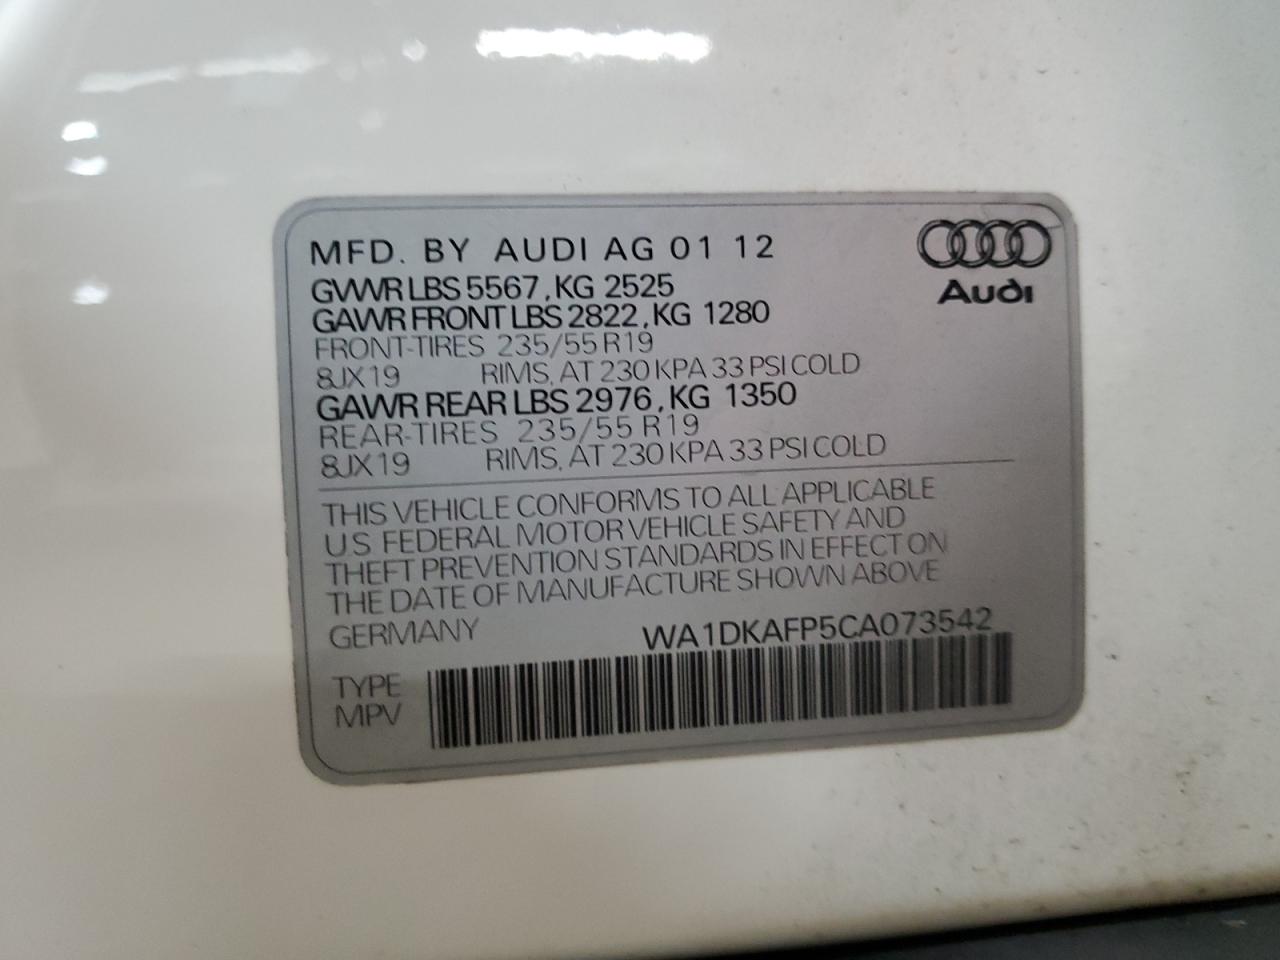 MFD. BY AUDI AG 01 12
Audi
GVWR LBS 5567, KG 2525
GAWR FRONT LBS 2822, KG 1280
FRONT-TIRES 235/55 R19
8JX19 RIMS, AT 230 KPA 33 PSI COLD
GAWR REAR LBS 2976, KG 1350
REAR-TIRES 235/55 R19
8JX19 RIMS, AT 230 KPA 33 PSI COLD
THIS VEHICLE CONFORMS TO ALL APPLICABLE
US FEDERAL MOTOR VEHICLE SAFETY AND
THEFT PREVENTION STANDARDS IN EFFECT ON
THE DATE OF MANUFACTURE SHOWN ABOVE
GERMANY WA1DKAFP5CA073542
TYPE
MPV